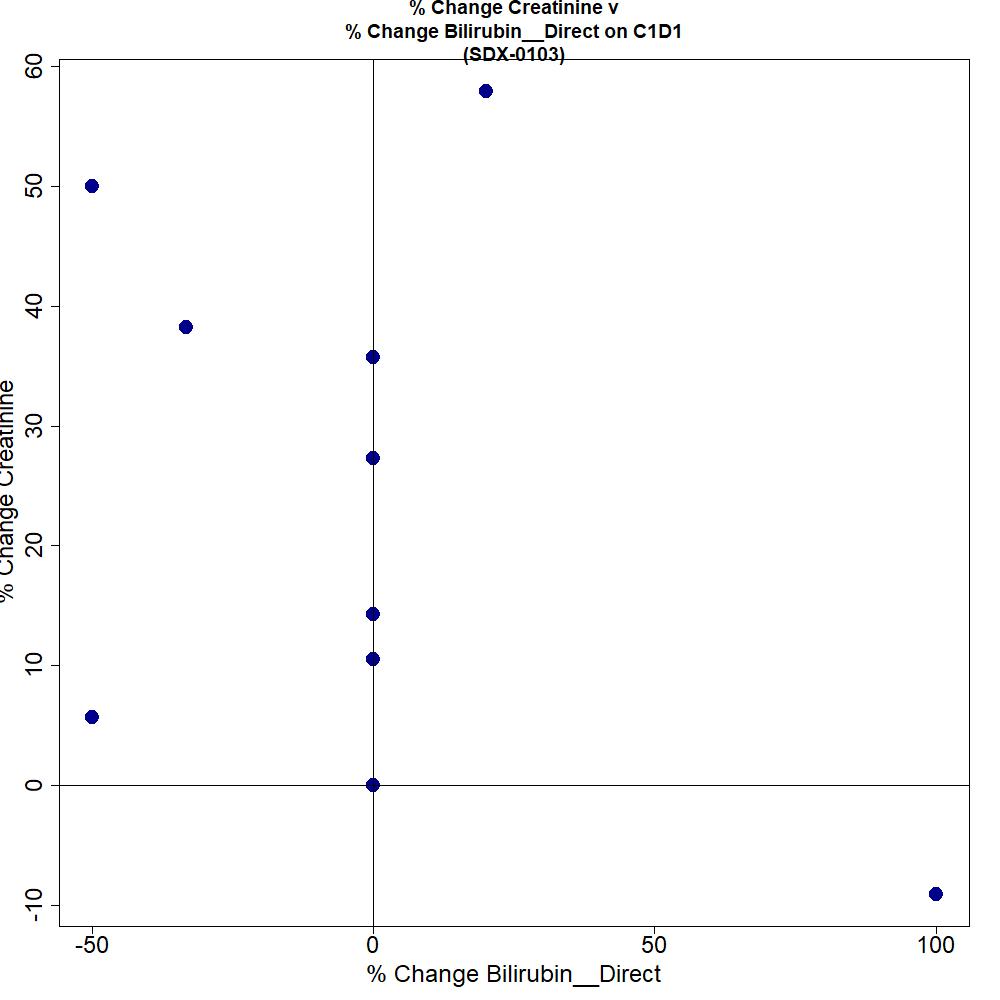 % Change Creatinine v
% Change Bilirubin__Direct on C1D1
(SDX-0103)
60
50
40
30
20
10
0
-10
% Change Creatinine
-50
0
50
100
% Change Bilirubin__Direct